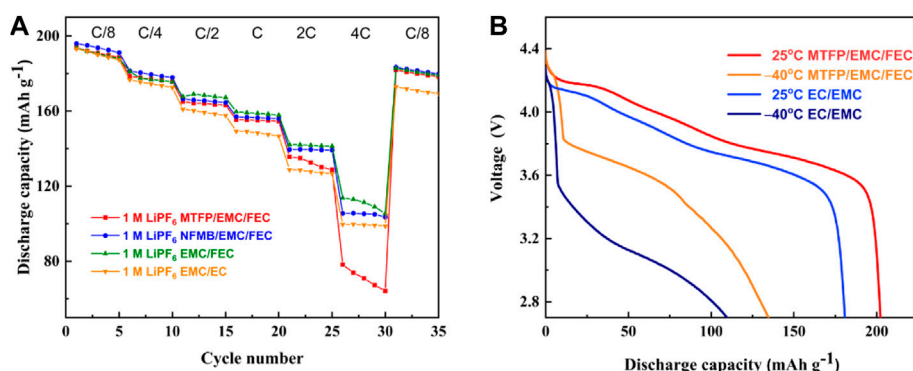 A
C/8 C/4 C/2 C 2C 4C C/8
200
160
120
80
Discharge capacity (mAh g⁻¹)
1 M LiPF₆ MTFP/EMC/FEC
1 M LiPF₆ NFMB/EMC/FEC
1 M LiPF₆ EMC/FEC
1 M LiPF₆ EMC/EC
0 5 10 15 20 25 30 35
Cycle number
B
4.4
4.0
3.6
3.2
2.8
Voltage (V)
25°C MTFP/EMC/FEC
–40°C MTFP/EMC/FEC
25°C EC/EMC
–40°C EC/EMC
0 50 100 150 200
Discharge capacity (mAh g⁻¹)